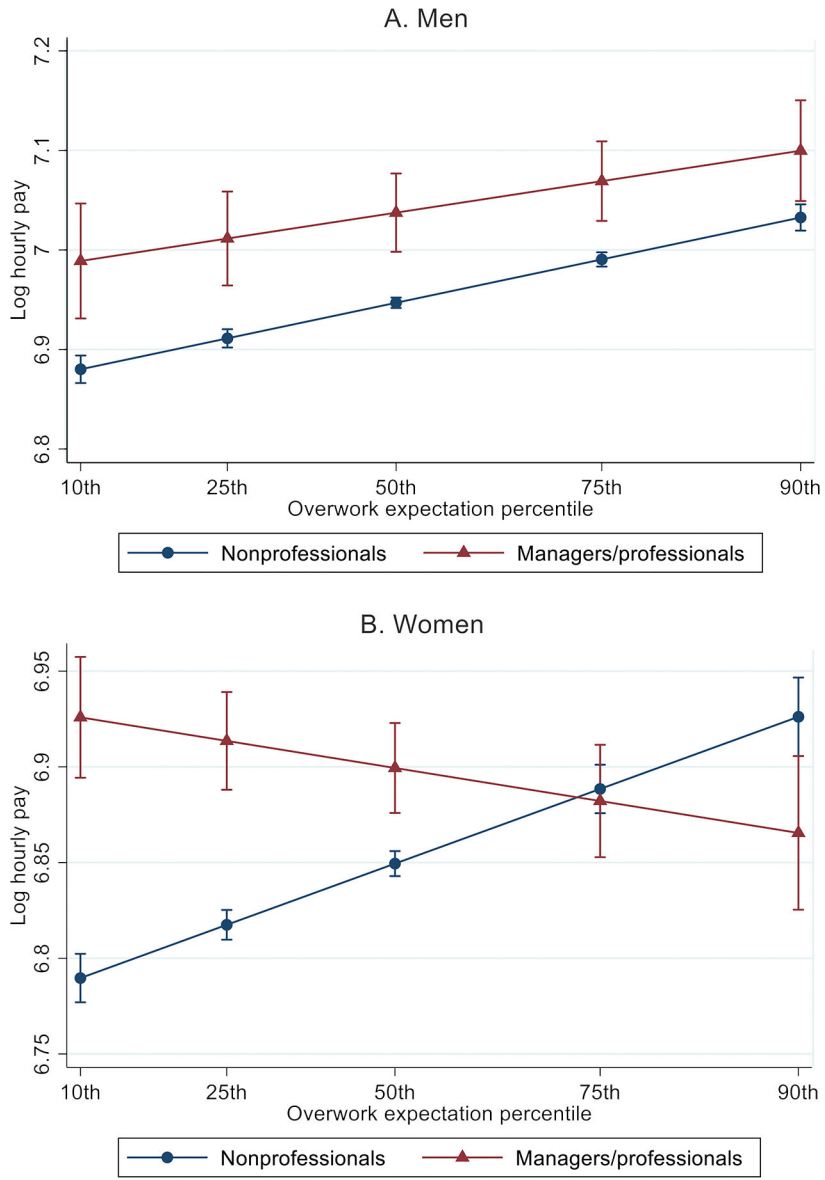 A. Men
7.2
7.1
7
6.9
6.8
Log hourly pay
10th 25th 50th 75th 90th
Overwork expectation percentile
Nonprofessionals Managers/professionals
B. Women
6.95
6.9
6.85
6.8
6.75
Log hourly pay
10th 25th 50th 75th 90th
Overwork expectation percentile
Nonprofessionals Managers/professionals